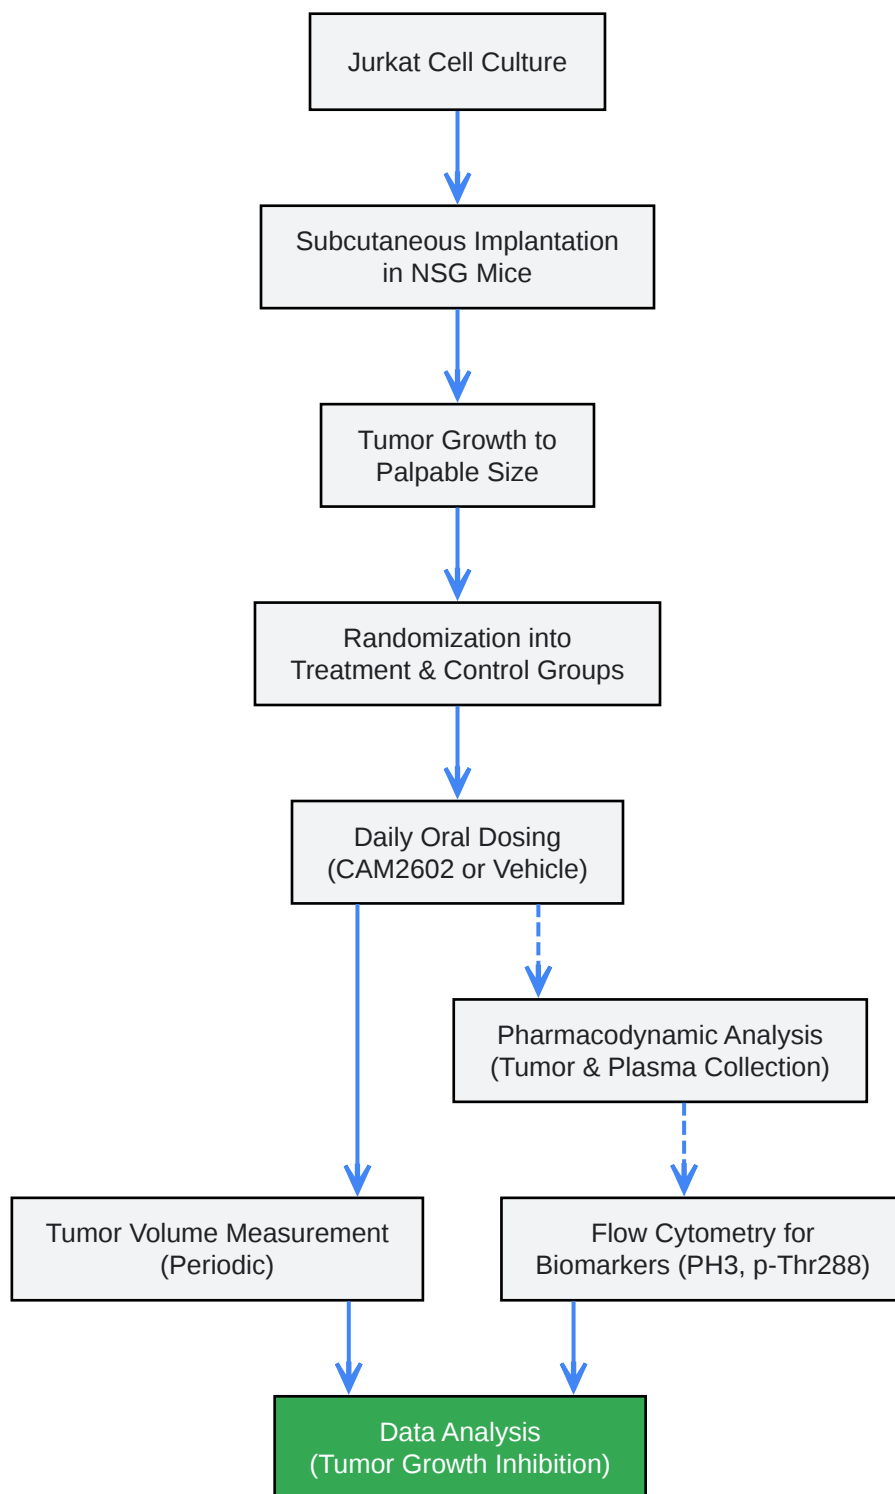 Jurkat Cell Culture
Subcutaneous Implantation
in NSG Mice
Tumor Growth to
Palpable Size
Randomization into
Treatment & Control Groups
Daily Oral Dosing
(CAM2602 or Vehicle)
Pharmacodynamic Analysis
(Tumor & Plasma Collection)
Tumor Volume Measurement
(Periodic)
Flow Cytometry for
Biomarkers (PH3, p-Thr288)
Data Analysis
(Tumor Growth Inhibition)